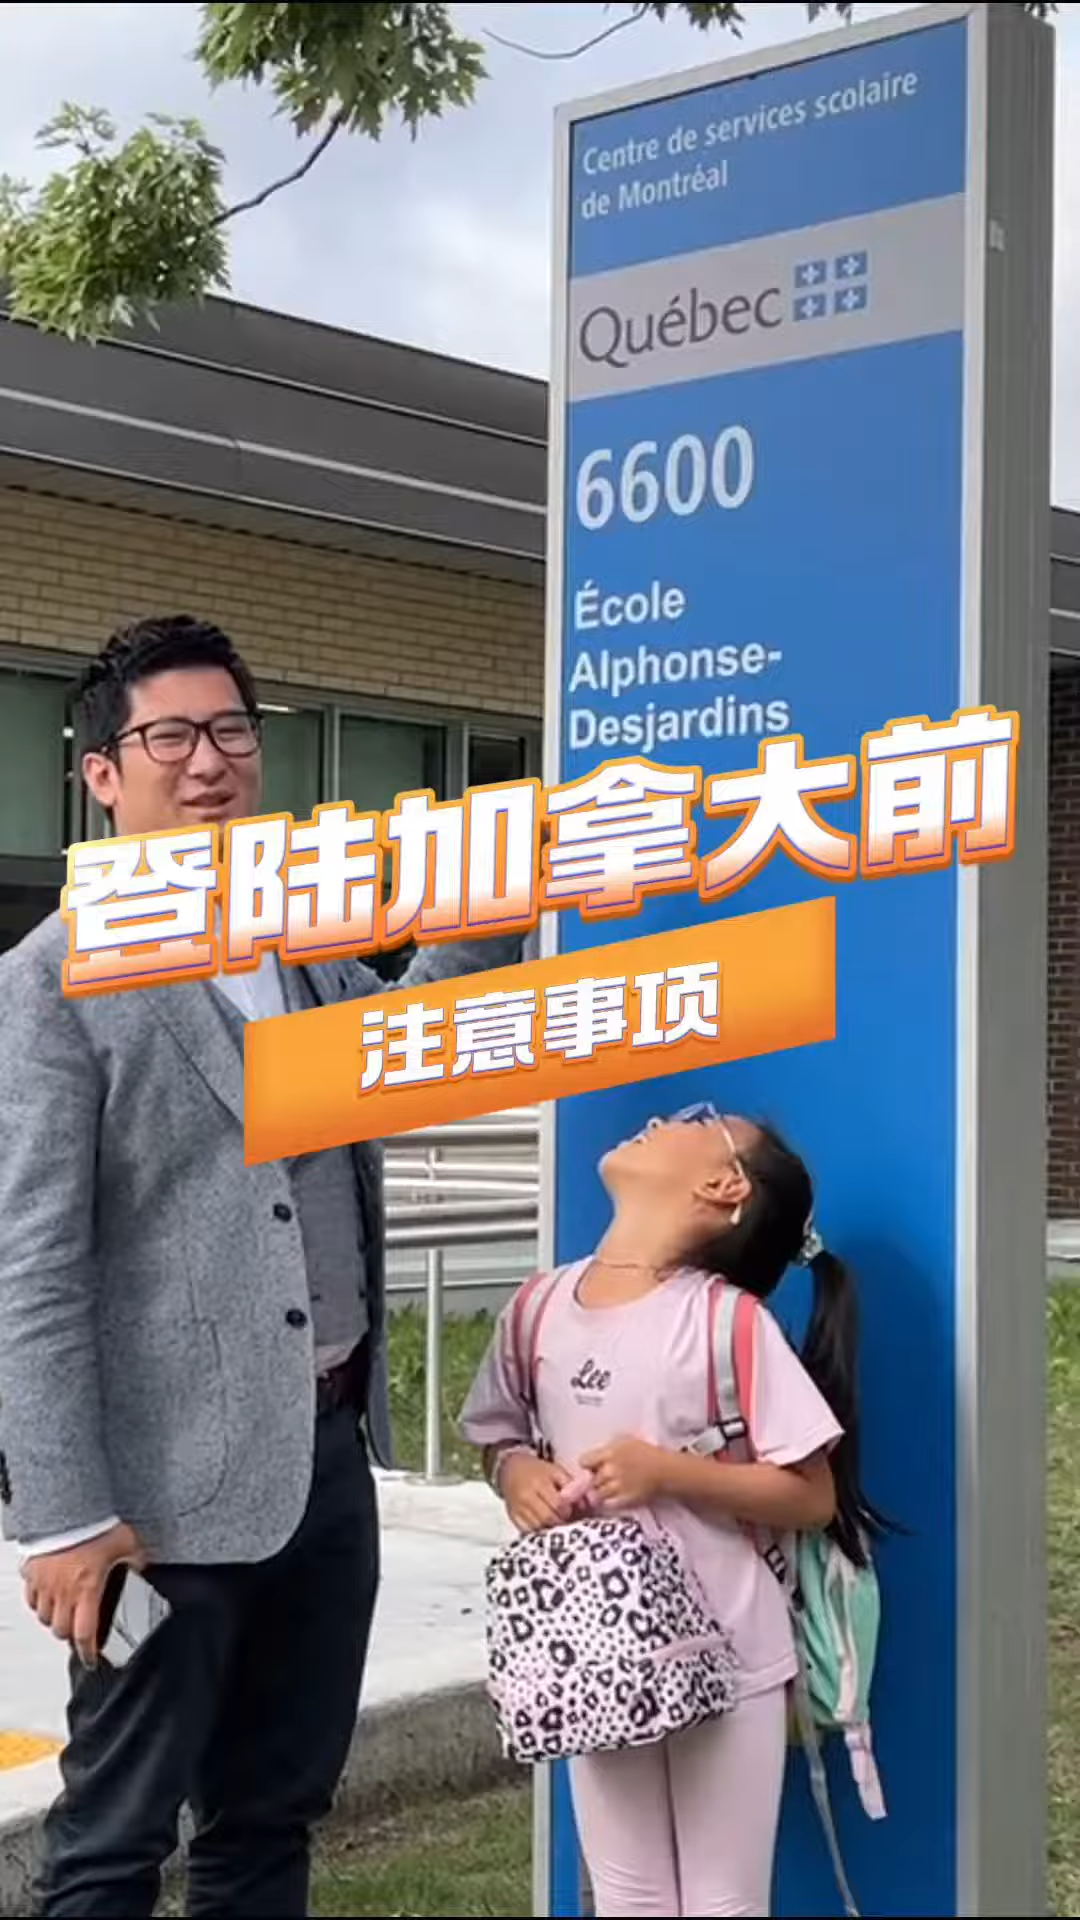 Centre de services scolaire
de Montréal
Québec
6600
École
Alphonse-
Desjardins
登陆加拿大前
注意事项
Lee